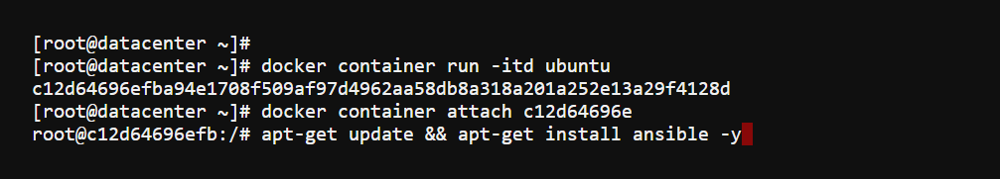 [root@datacenter ~]#
[root@datacenter ~]# docker container run -itd ubuntu
c12d64696efba94e1708f509af97d4962aa58db8a318a201a252e13a29f4128d
[root@datacenter ~]# docker container attach c12d64696e
root@c12d64696efb:/# apt-get update && apt-get install ansible -y